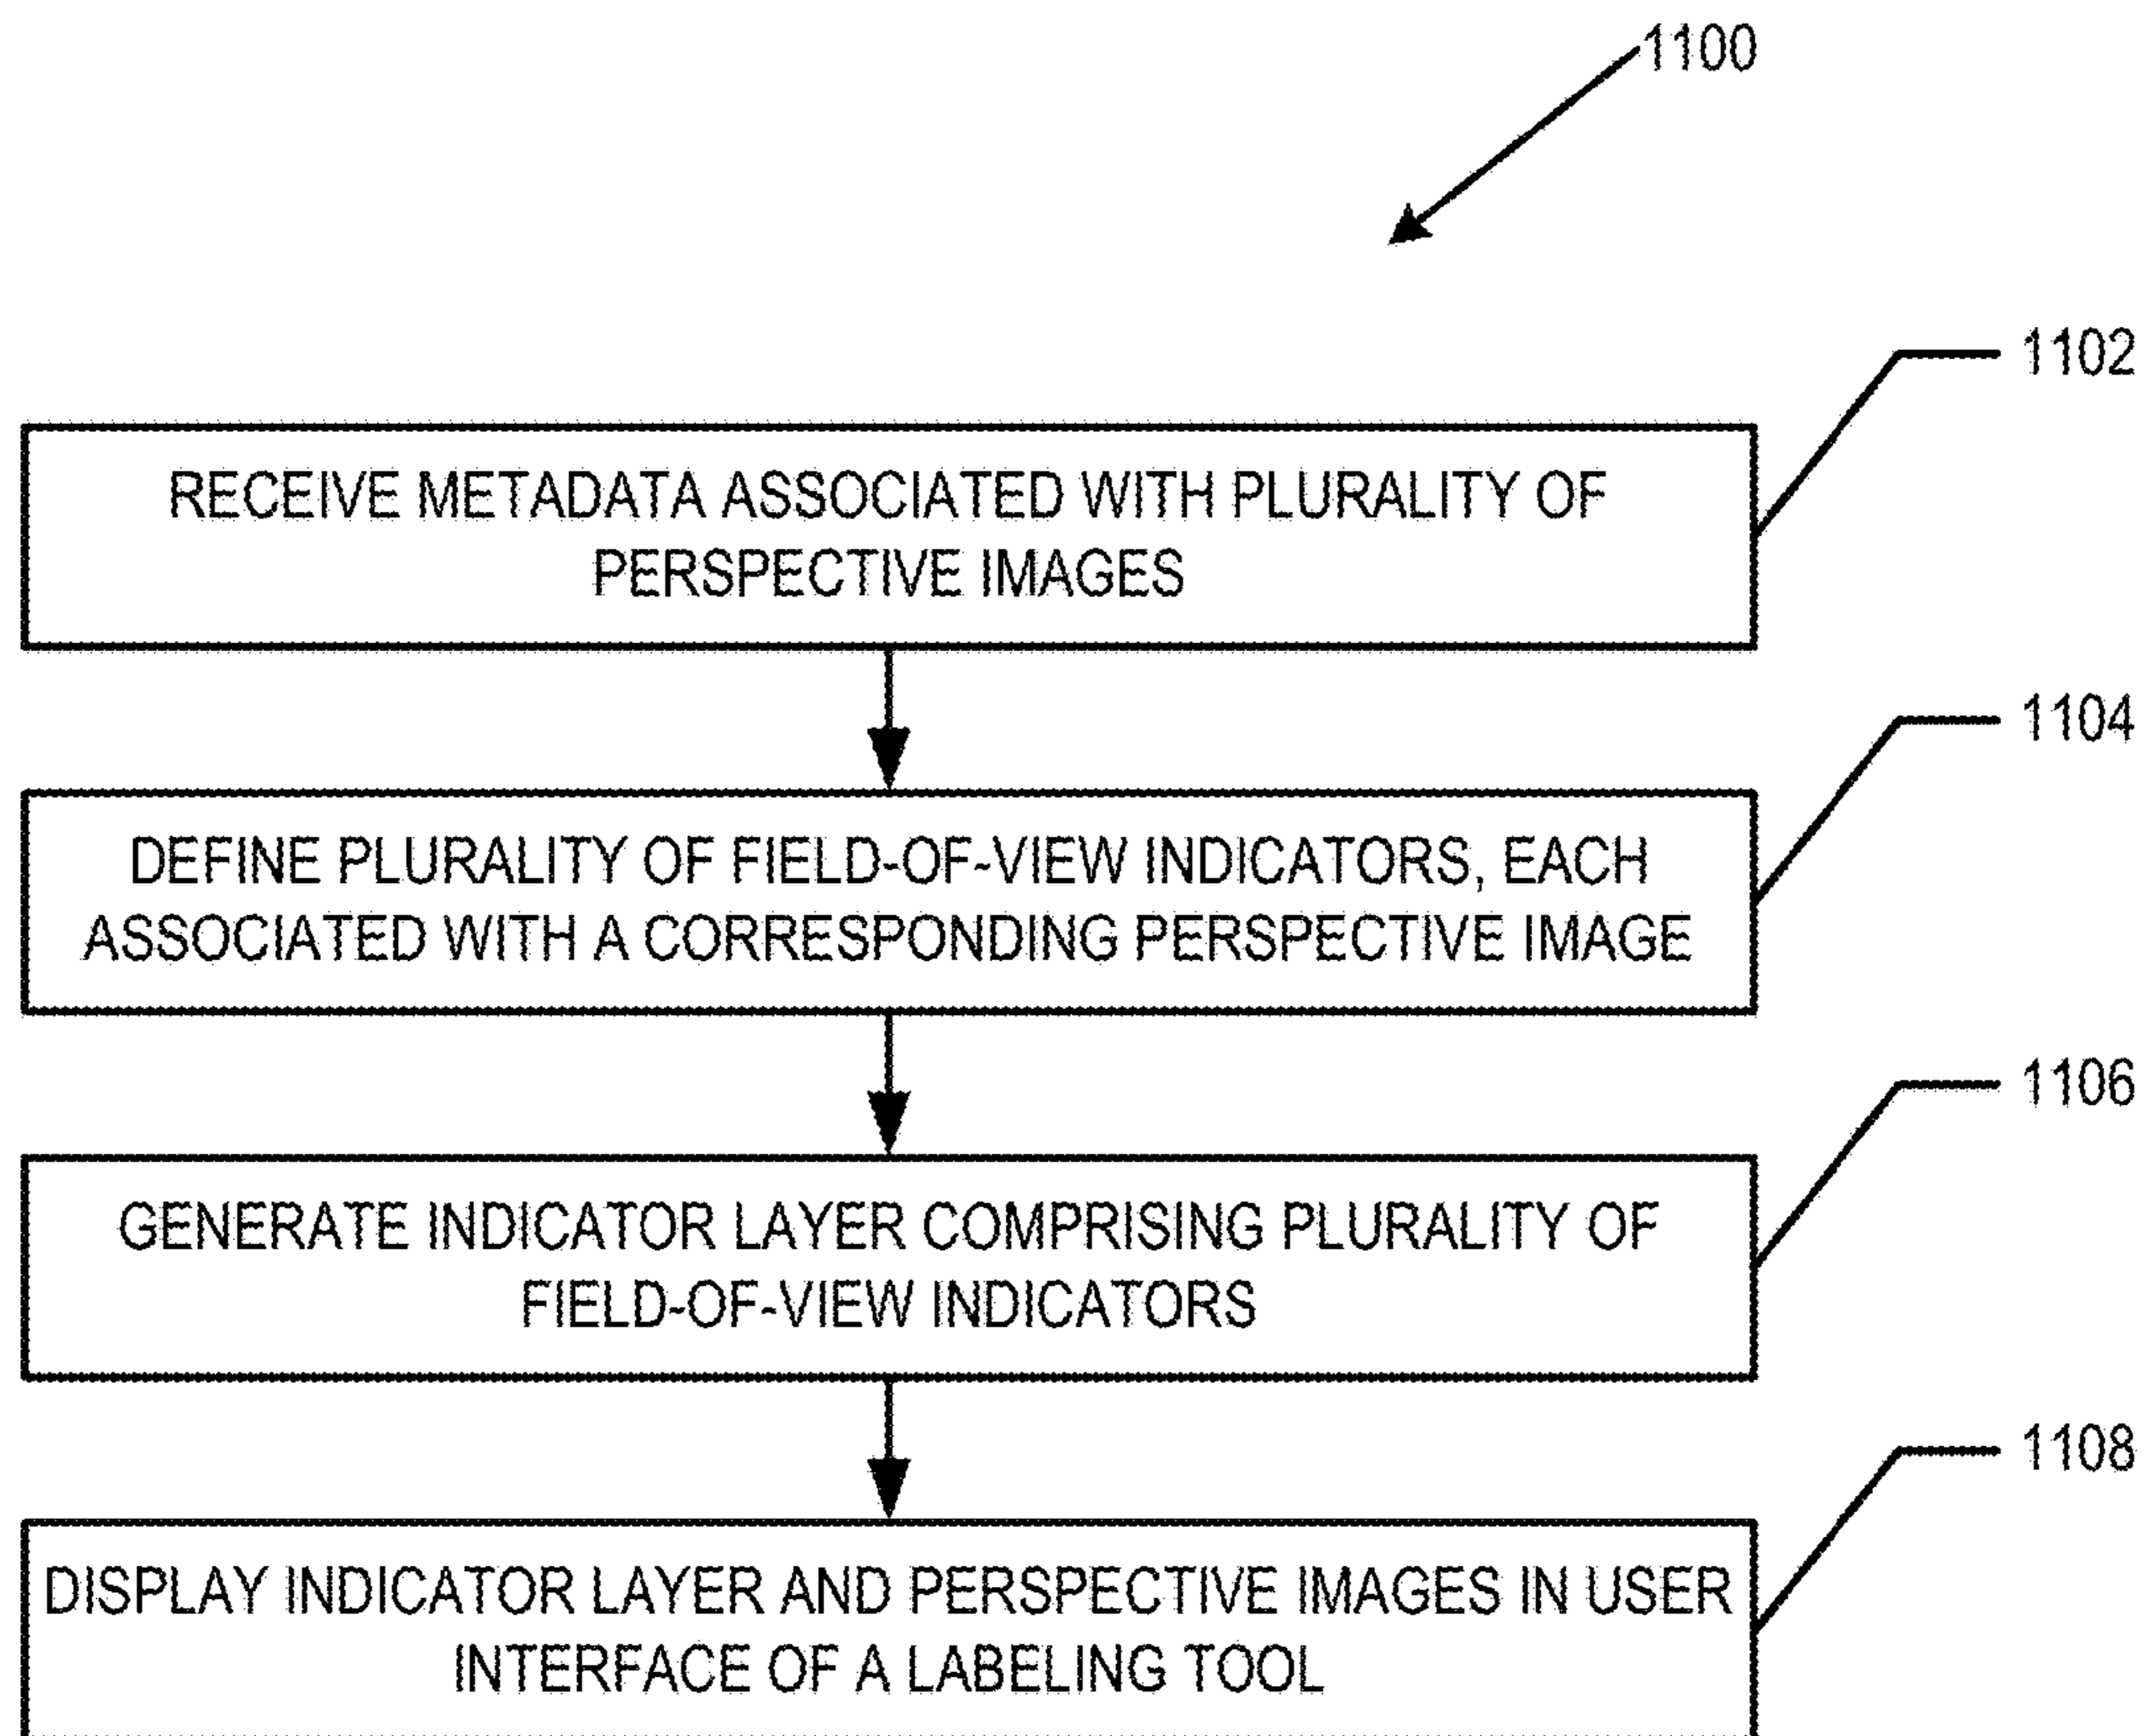 1100
1102
RECEIVE METADATA ASSOCIATED WITH PLURALITY OF
PERSPECTIVE IMAGES
1104
DEFINE PLURALITY OF FIELD-OF-VIEW INDICATORS, EACH
ASSOCIATED WITH A CORRESPONDING PERSPECTIVE IMAGE
1106
GENERATE INDICATOR LAYER COMPRISING PLURALITY OF
FIELD-OF-VIEW INDICATORS
1108
DISPLAY INDICATOR LAYER AND PERSPECTIVE IMAGES IN USER
INTERFACE OF A LABELING TOOL